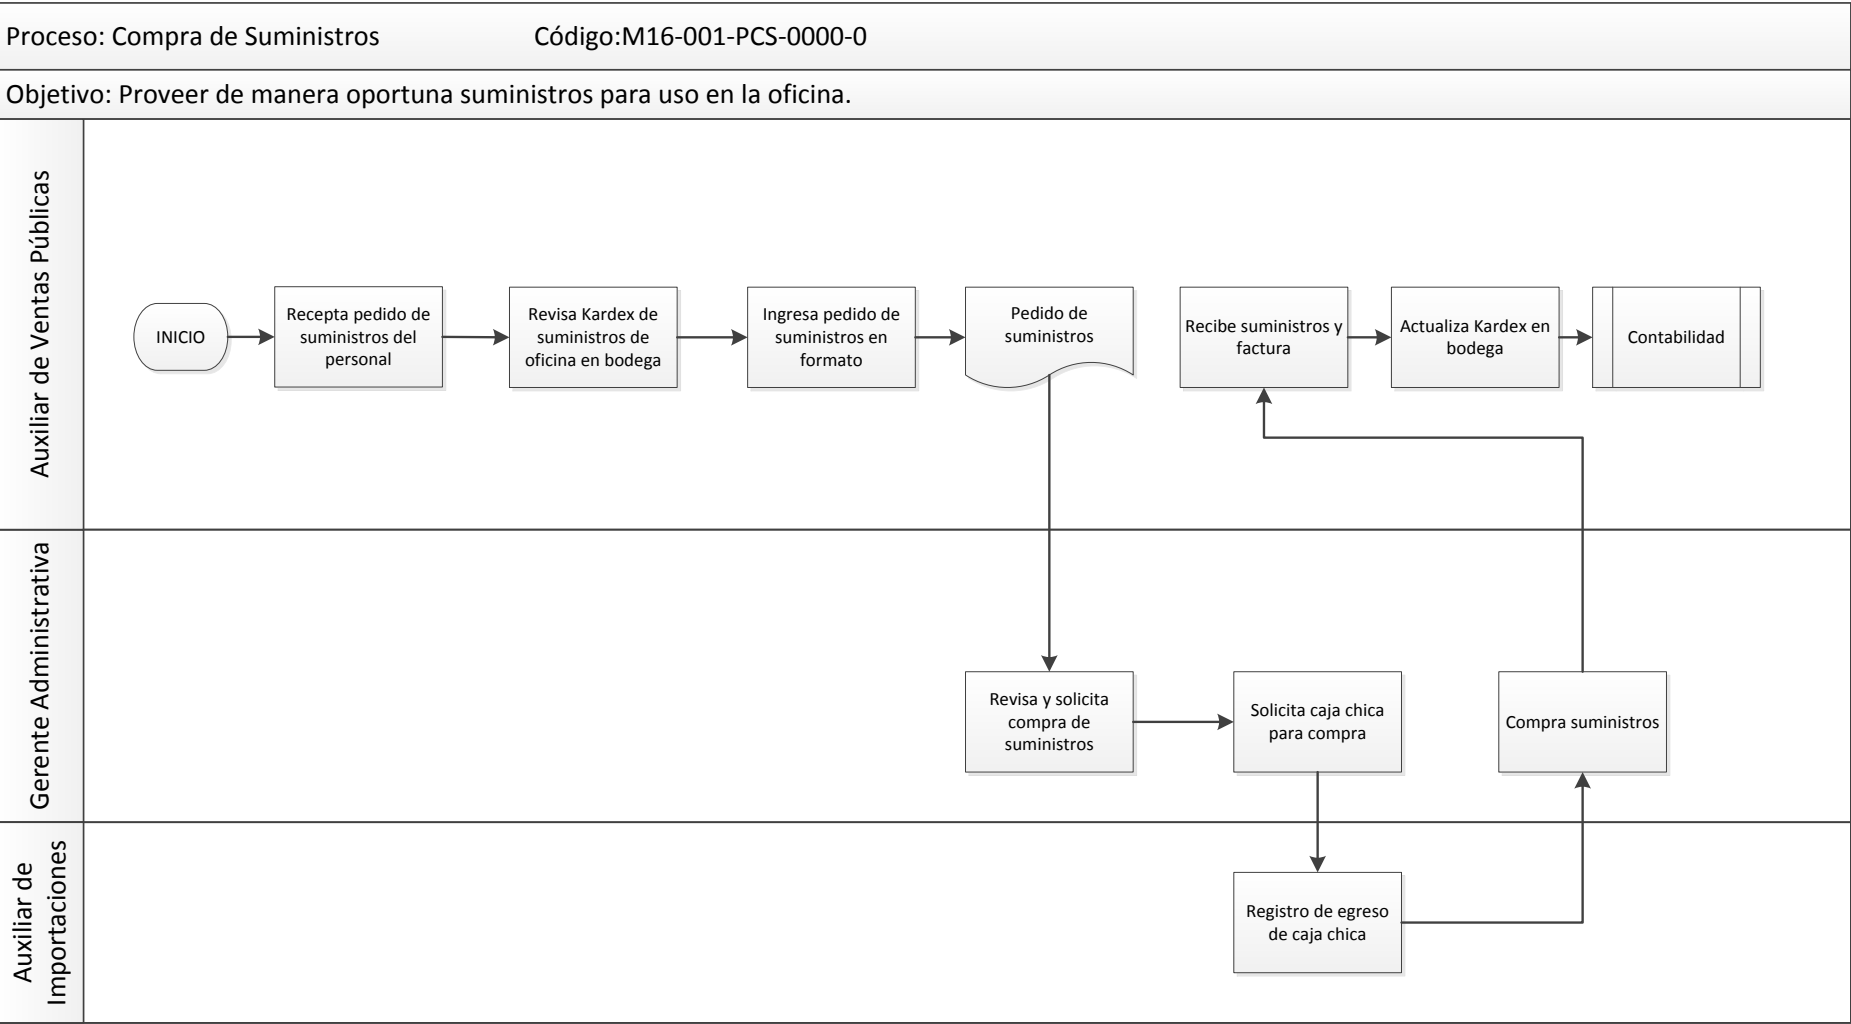 Proceso: Compra de Suministros Código:M16-001-PCS-0000-0
Objetivo: Proveer de manera oportuna suministros para uso en la oficina.
Auxiliar de Ventas Públicas
INICIO
Recepta pedido de
suministros del
personal
Revisa Kardex de
suministros de
oficina en bodega
Ingresa pedido de
suministros en
formato
Pedido de
suministros
Recibe suministros y
factura
Actualiza Kardex en
bodega
Contabilidad
Gerente Administrativa
Revisa y solicita
compra de
suministros
Solicita caja chica
para compra
Compra suministros
Auxiliar de
Importaciones
Registro de egreso
de caja chica